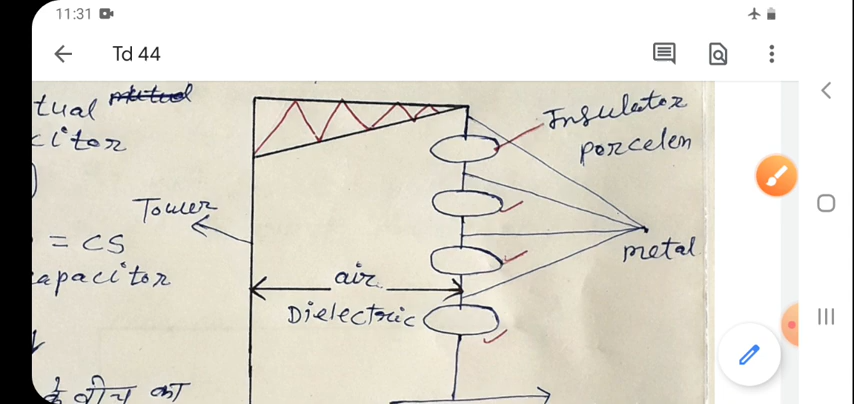 11:31
Td 44
tual
citor
Insulator
porcelen
Tower
= CS
apacitor
metal
air
Dielectric
के बीच का